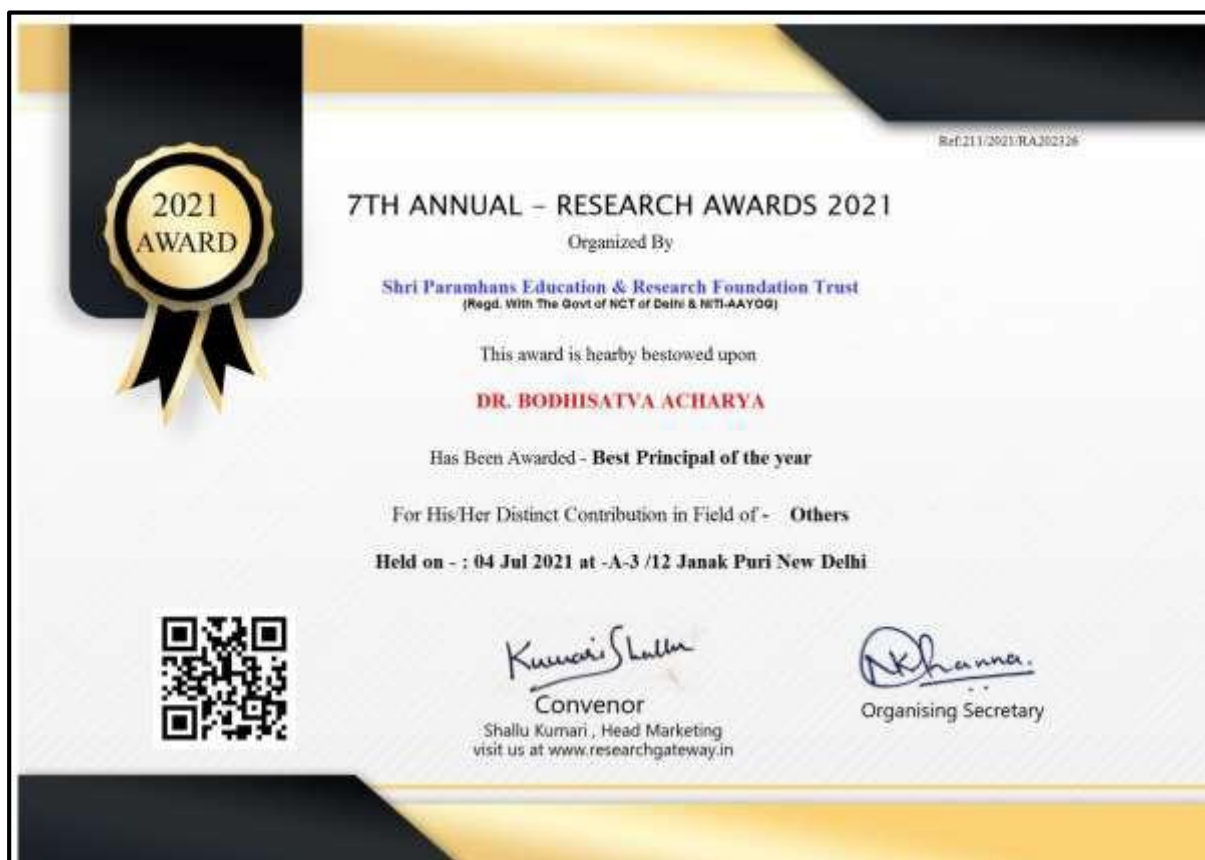 Ref:211/2021/RA202326
2021
AWARD
7TH ANNUAL – RESEARCH AWARDS 2021
Organized By
Shri Paramhans Education & Research Foundation Trust
(Regd. With The Govt of NCT of Delhi & NITI-AAYOG)
This award is hearby bestowed upon
DR. BODHISATVA ACHARYA
Has Been Awarded - Best Principal of the year
For His/Her Distinct Contribution in Field of - Others
Held on - : 04 Jul 2021 at -A-3 /12 Janak Puri New Delhi
Kumari Shallu
Convenor
Shallu Kumari , Head Marketing
visit us at www.researchgateway.in
NKhanna.
Organising Secretary